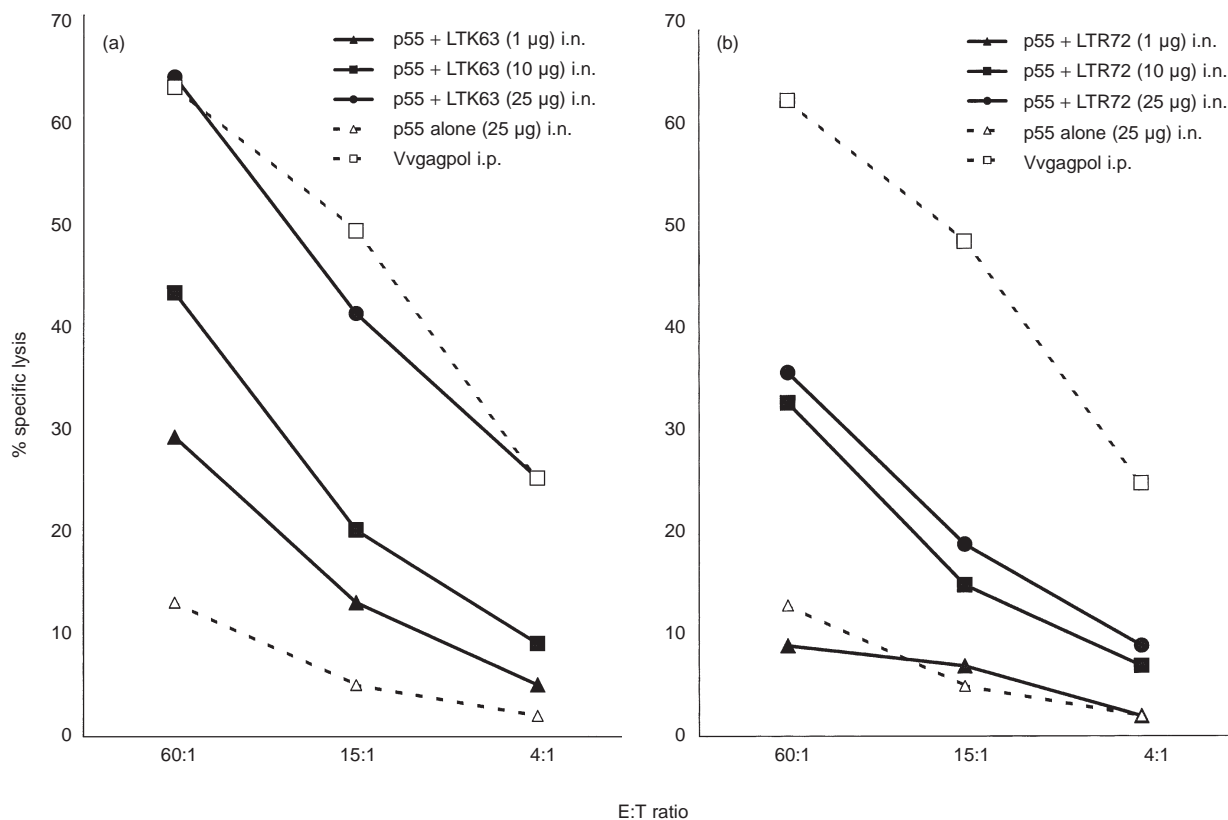 70
60
50
40
30
20
10
0
% specific lysis
(a)
p55 + LTK63 (1 µg) i.n.
p55 + LTK63 (10 µg) i.n.
p55 + LTK63 (25 µg) i.n.
p55 alone (25 µg) i.n.
Vvgagpol i.p.
60:1
15:1
4:1
70
60
50
40
30
20
10
0
(b)
p55 + LTR72 (1 µg) i.n.
p55 + LTR72 (10 µg) i.n.
p55 + LTR72 (25 µg) i.n.
p55 alone (25 µg) i.n.
Vvgagpol i.p.
60:1
15:1
4:1
E:T ratio